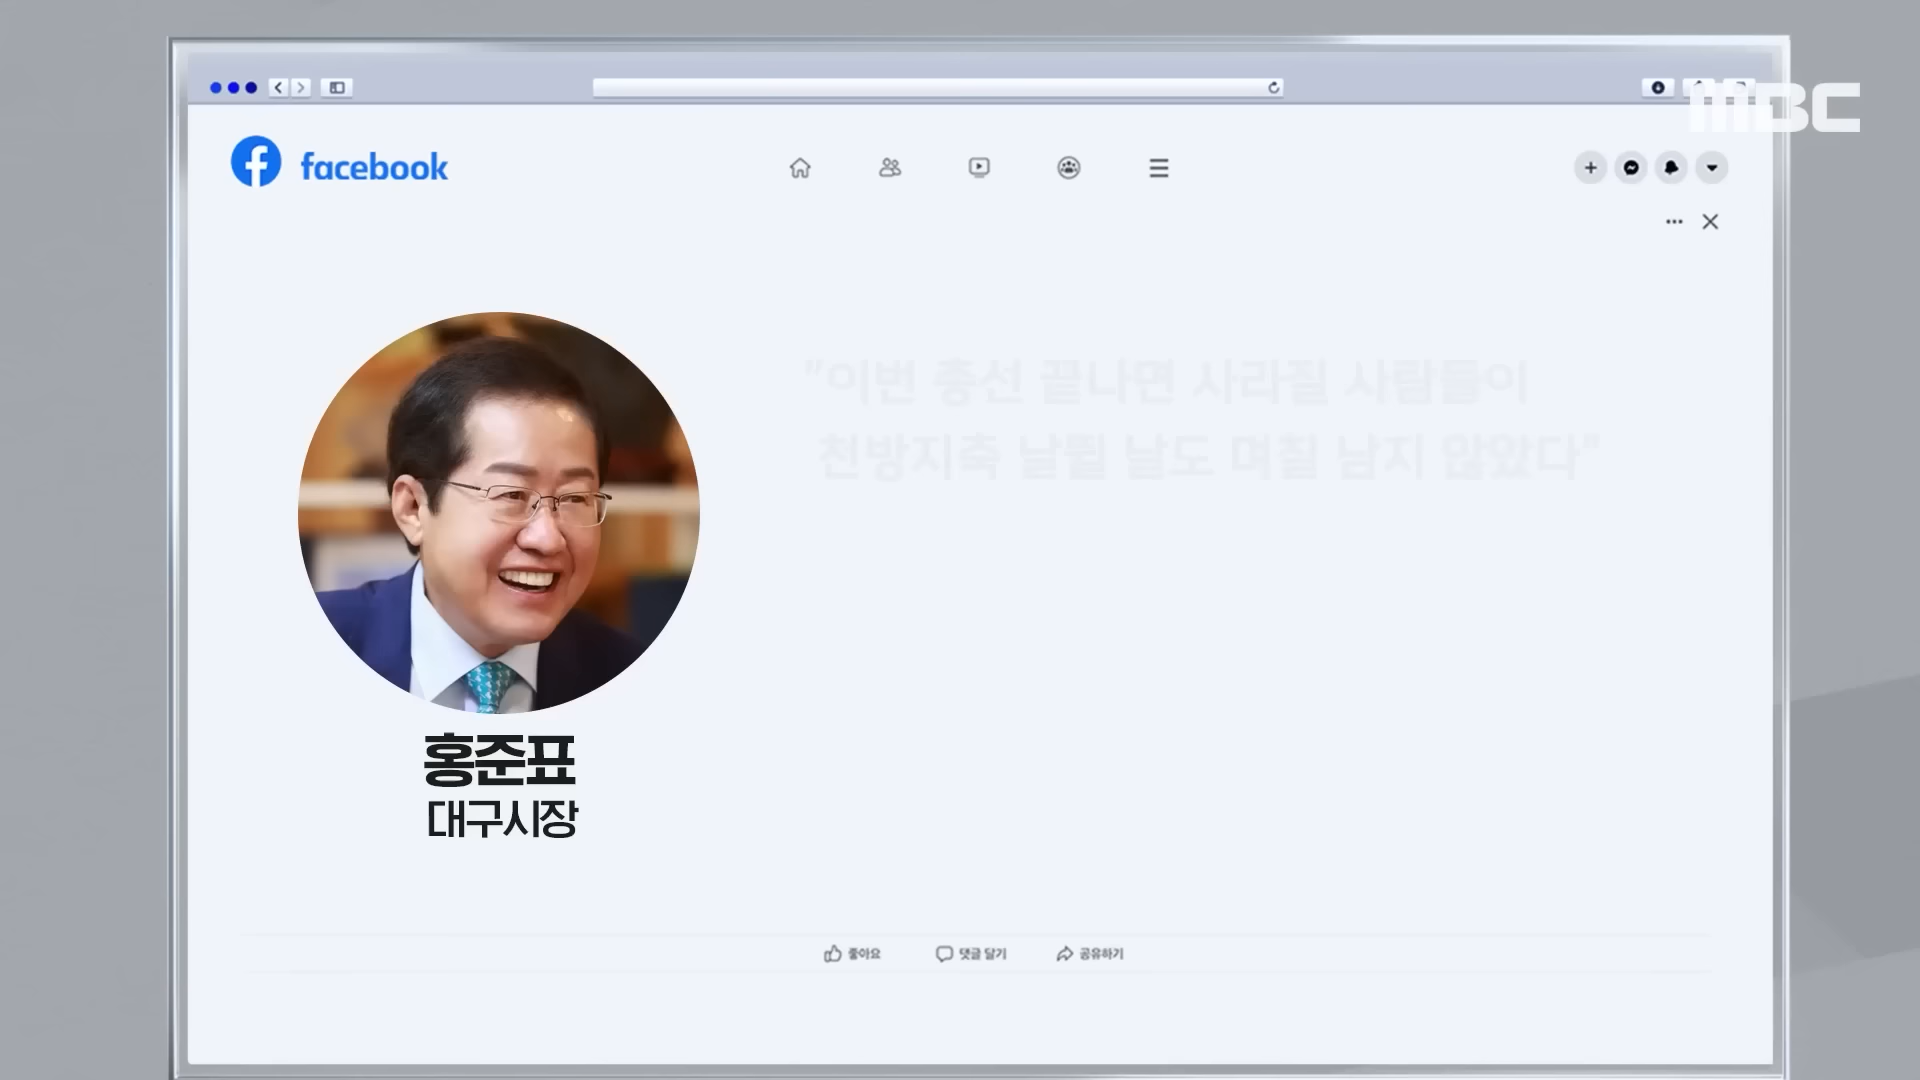 MBC
facebook
"이번 총선 끝나면 사라질 사람들이
천방지축 날뛸 날도 며칠 남지 않았다"
홍준표
대구시장
좋아요 댓글 달기 공유하기